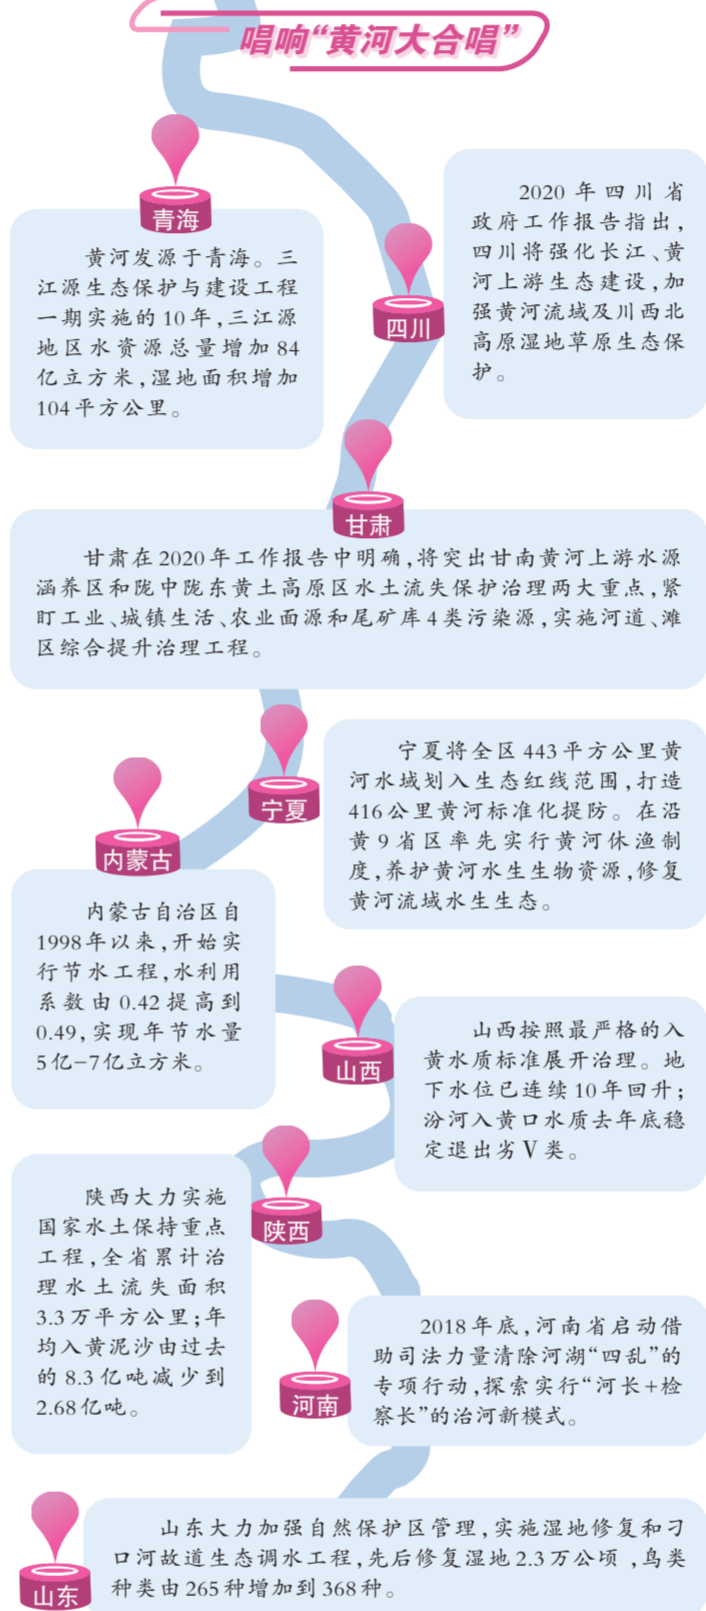 唱响“黄河大合唱”
青海
黄河发源于青海。三
江源生态保护与建设工程
一期实施的10年,三江源
地区水资源总量增加84
亿立方米,湿地面积增加
104平方公里。
四川
2020年四川省
政府工作报告指出,
四川将强化长江、黄
河上游生态建设,加
强黄河流域及川西北
高原湿地草原生态保
护。
甘肃
甘肃在2020年工作报告中明确,将突出甘南黄河上游水源
涵养区和陇中陇东黄土高原区水土流失保护治理两大重点,紧
盯工业、城镇生活、农业面源和尾矿库4类污染源,实施河道、滩
区综合提升治理工程。
宁夏
宁夏将全区443平方公里黄
河水域划入生态红线范围,打造
416公里黄河标准化提防。在沿
黄9省区率先实行黄河休渔制
度,养护黄河水生生物资源,修复
黄河流域水生生态。
内蒙古
内蒙古自治区自
1998年以来,开始实
行节水工程,水利用
系数由0.42提高到
0.49,实现年节水量
5亿-7亿立方米。
山西
山西按照最严格的入
黄水质标准展开治理。地
下水位已连续10年回升;
汾河入黄口水质去年底稳
定退出劣Ⅴ类。
陕西
陕西大力实施
国家水土保持重点
工程,全省累计治
理水土流失面积
3.3万平方公里;年
均入黄泥沙由过去
的8.3亿吨减少到
2.68亿吨。
河南
2018年底,河南省启动借
助司法力量清除河湖“四乱”的
专项行动,探索实行“河长+检
察长”的治河新模式。
山东
山东大力加强自然保护区管理,实施湿地修复和刁
口河故道生态调水工程,先后修复湿地2.3万公顷,鸟类
种类由265种增加到368种。